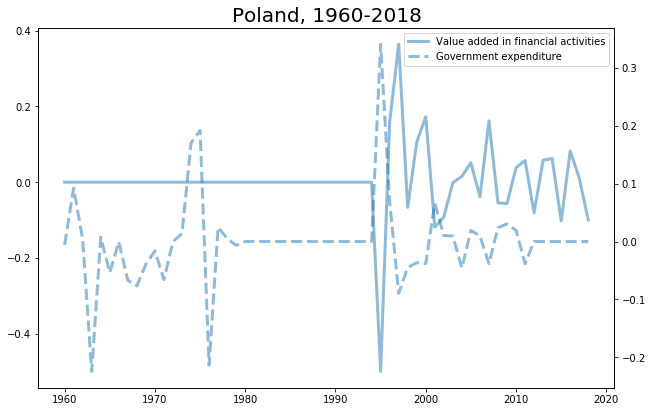 Poland, 1960-2018
Value added in financial activities
Government expenditure
0.4
0.2
0.0
−0.2
−0.4
0.3
0.2
0.1
0.0
−0.1
−0.2
1960 1970 1980 1990 2000 2010 2020